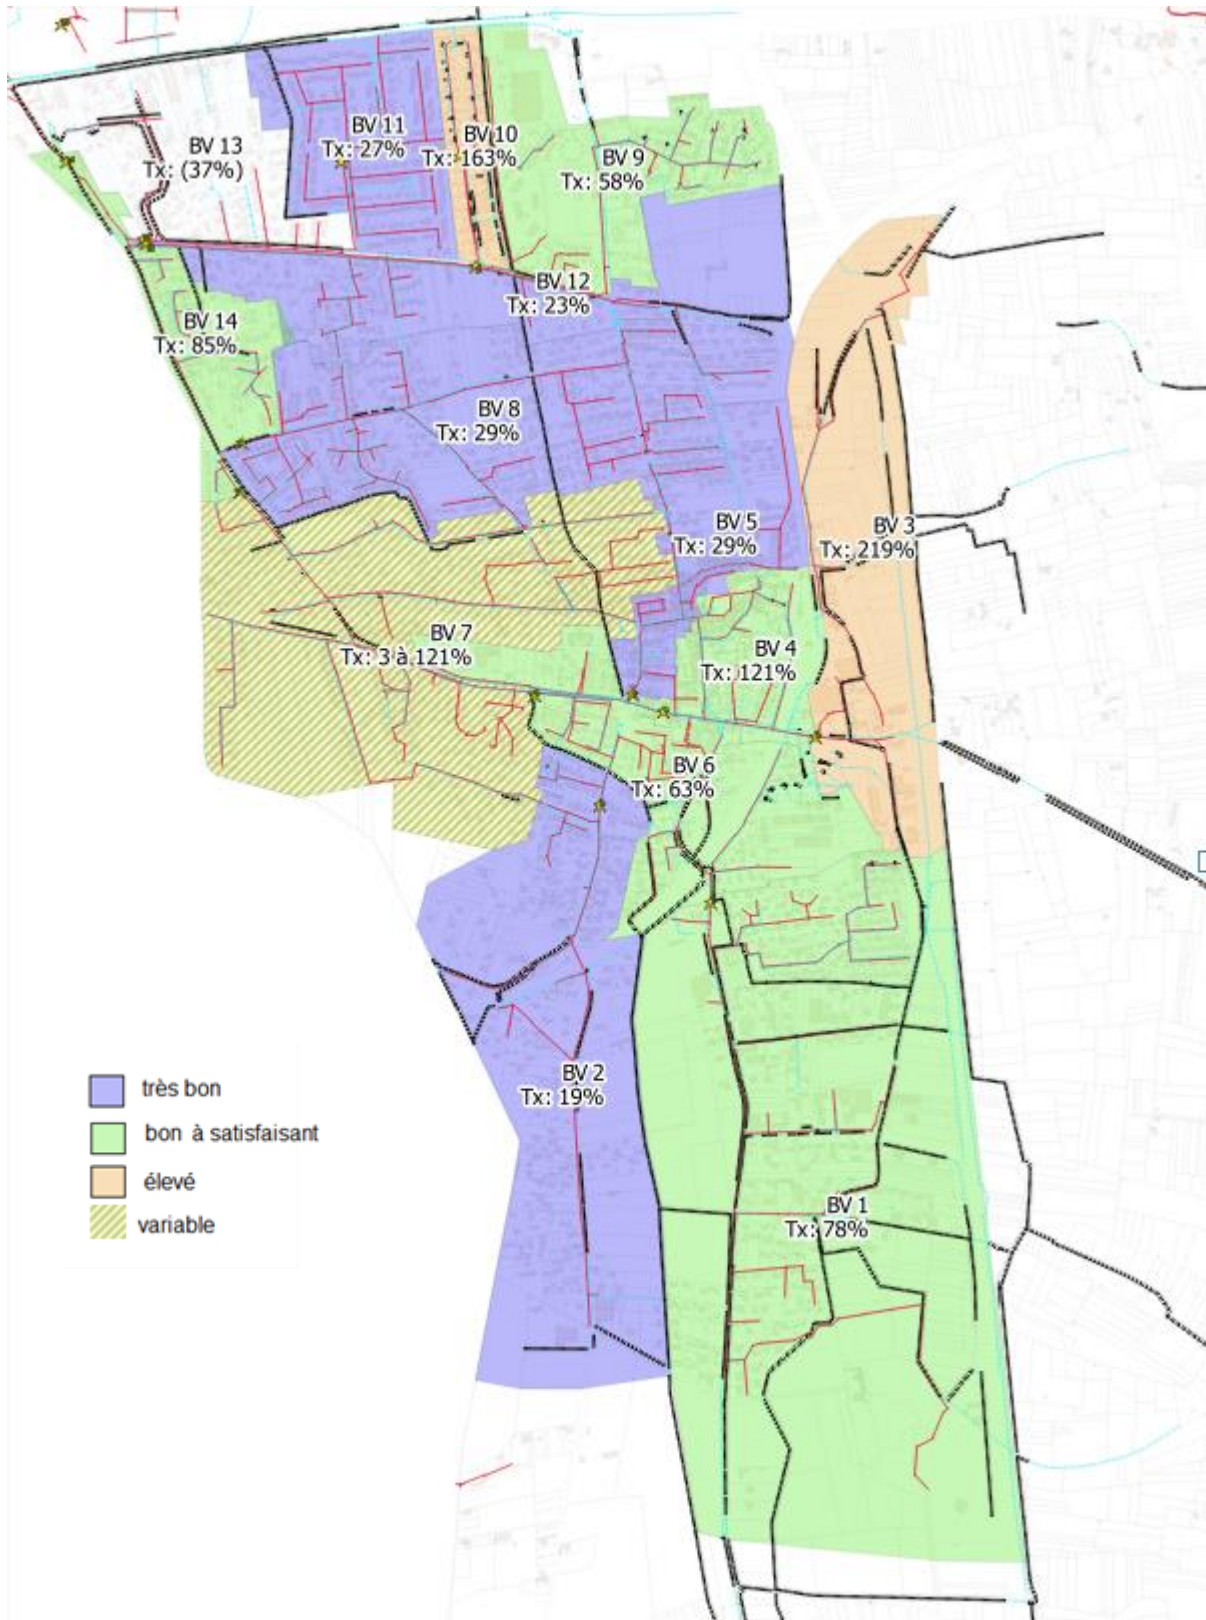 BV 11
Tx: 27%
BV 10
Tx: 163%
BV 13
Tx: (37%)
BV 9
Tx: 58%
BV 12
Tx: 23%
BV 14
Tx: 85%
BV 8
Tx: 29%
BV 5
Tx: 29%
BV 3
Tx: 219%
BV 7
Tx: 3 à 121%
BV 4
Tx: 121%
BV 6
Tx: 63%
BV 2
Tx: 19%
très bon
bon à satisfaisant
élevé
variable
BV 1
Tx: 78%